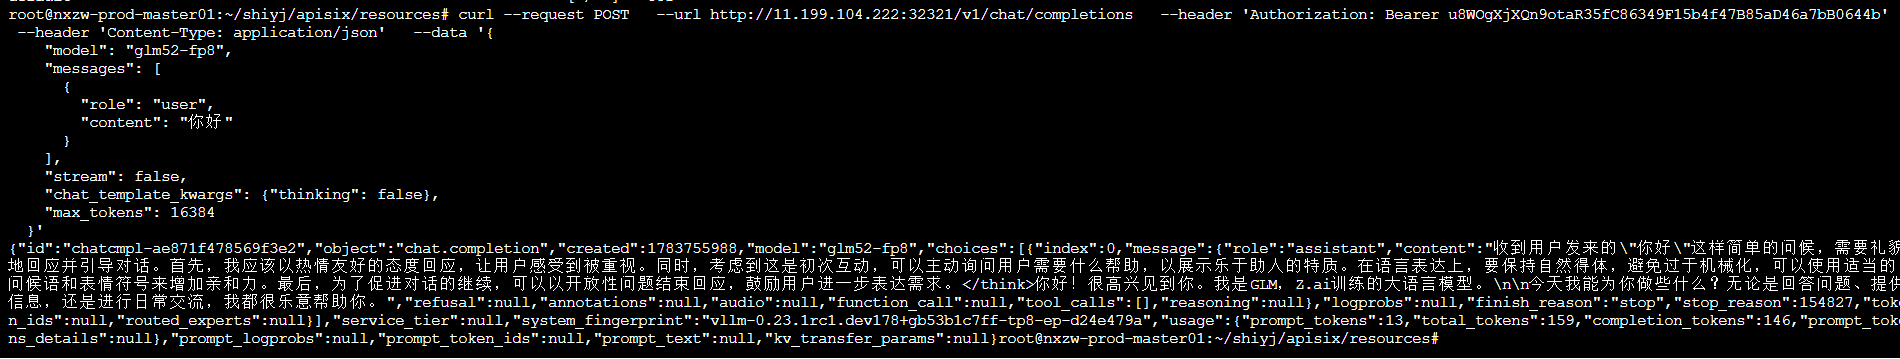 root@nxzw-prod-master01:~/shiyj/apisix/resources# curl --request POST   --url http://11.199.104.222:32321/v1/chat/completions   --header 'Authorization: Bearer u8WOgXjXQn9otaR35fC86349F15b4f47B85aD46a7bB0644b'
 --header 'Content-Type: application/json'   --data '{
    "model": "glm52-fp8",
    "messages": [
      {
        "role": "user",
        "content": "你好"
      }
    ],
    "stream": false,
    "chat_template_kwargs": {"thinking": false},
    "max_tokens": 16384
  }'
{"id":"chatcmpl-ae871f478569f3e2","object":"chat.completion","created":1783755988,"model":"glm52-fp8","choices":[{"index":0,"message":{"role":"assistant","content":"收到用户发来的\"你好\"这样简单的问候，需要礼貌
地回应并引导对话。首先，我应该以热情友好的态度回应，让用户感受到被重视。同时，考虑到这是初次互动，可以主动询问用户需要什么帮助，以展示乐于助人的特质。在语言表达上，要保持自然得体，避免过于机械化，可以使用适当的
问候语和表情符号来增加亲和力。最后，为了促进对话的继续，可以以开放性问题结束回应，鼓励用户进一步表达需求。</think>你好！很高兴见到你。我是GLM，Z.ai训练的大语言模型。\n\n今天我能为你做些什么？无论是回答问题、提供
信息，还是进行日常交流，我都很乐意帮助你。","refusal":null,"annotations":null,"audio":null,"function_call":null,"tool_calls":[],"reasoning":null},"logprobs":null,"finish_reason":"stop","stop_reason":154827,"toke
n_ids":null,"routed_experts":null}],"service_tier":null,"system_fingerprint":"vllm-0.23.1rc1.dev178+gb53b1c7ff-tp8-ep-d24e479a","usage":{"prompt_tokens":13,"total_tokens":159,"completion_tokens":146,"prompt_toke
ns_details":null},"prompt_logprobs":null,"prompt_token_ids":null,"prompt_text":null,"kv_transfer_params":null}root@nxzw-prod-master01:~/shiyj/apisix/resources#